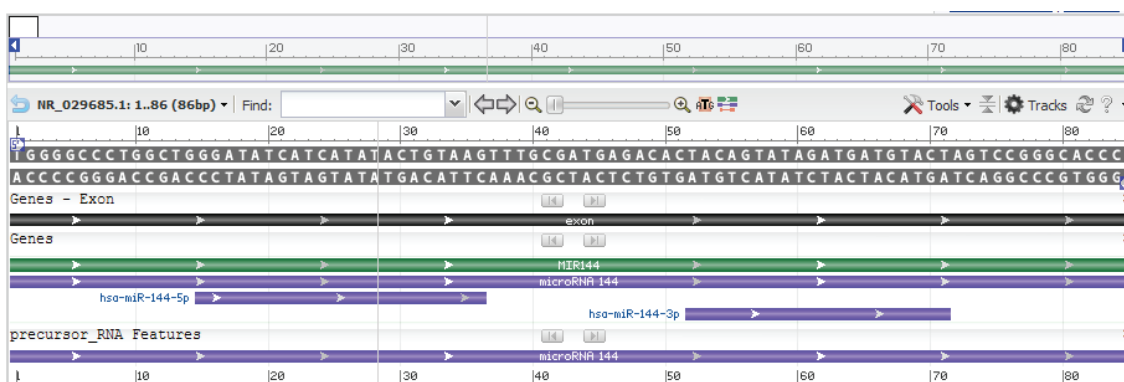 |10 |20 |30 |40 |50 |60 |70 |80
NR_029685.1: 1..86 (86bp) Find: ATG Tools Tracks ?
1 |10 |20 |30 |40 |50 |60 |70 |80
TGGGGCCCTGGCTGGGATATCATCATATACTGTAAGTTTGCGATGAGACACTACAGTATAGATGATGTACTAGTCCGGGCACCC
ACCCCGGGACCGACCCTATAGTAGTATATGACATTCAAACGCTACTCTGTGATGTCATATCTACTACATGATCAGGCCCGTGGG
Genes - Exon
exon
Genes
MIR144
microRNA 144
hsa-miR-144-5p
hsa-miR-144-3p
precursor_RNA Features
microRNA 144
1 |10 |20 |30 |40 |50 |60 |70 |80